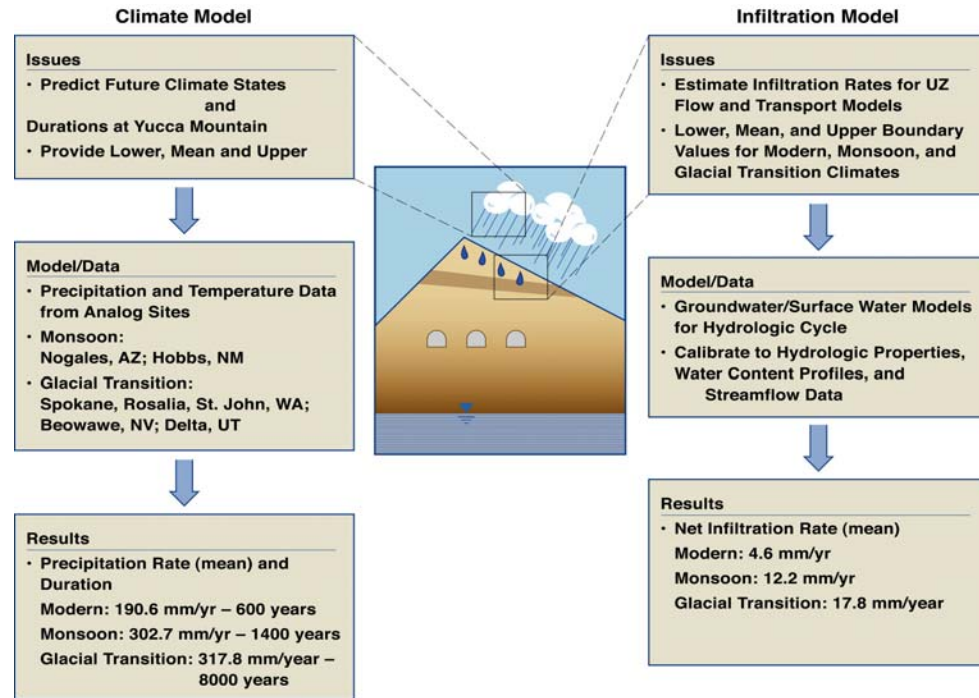 Climate Model
Issues
• Predict Future Climate States
and
Durations at Yucca Mountain
• Provide Lower, Mean and Upper
Model/Data
• Precipitation and Temperature Data
from Analog Sites
• Monsoon:
Nogales, AZ; Hobbs, NM
• Glacial Transition:
Spokane, Rosalia, St. John, WA;
Beowawe, NV; Delta, UT
Results
• Precipitation Rate (mean) and
Duration
Modern: 190.6 mm/yr – 600 years
Monsoon: 302.7 mm/yr – 1400 years
Glacial Transition: 317.8 mm/year –
8000 years
Infiltration Model
Issues
• Estimate Infiltration Rates for UZ
Flow and Transport Models
• Lower, Mean, and Upper Boundary
Values for Modern, Monsoon, and
Glacial Transition Climates
Model/Data
• Groundwater/Surface Water Models
for Hydrologic Cycle
• Calibrate to Hydrologic Properties,
Water Content Profiles, and
Streamflow Data
Results
• Net Infiltration Rate (mean)
Modern: 4.6 mm/yr
Monsoon: 12.2 mm/yr
Glacial Transition: 17.8 mm/year